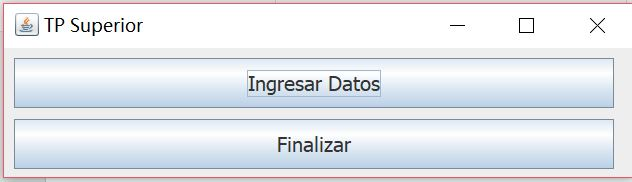 TP Superior
Ingresar Datos
Finalizar